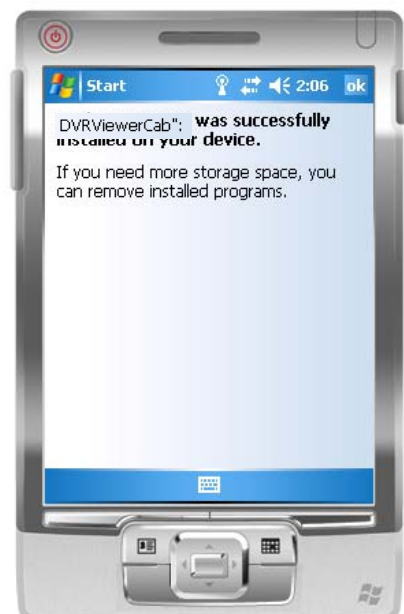 Start 2:06 ok
DVRViewerCab": was successfully
installed on your device.
If you need more storage space, you
can remove installed programs.